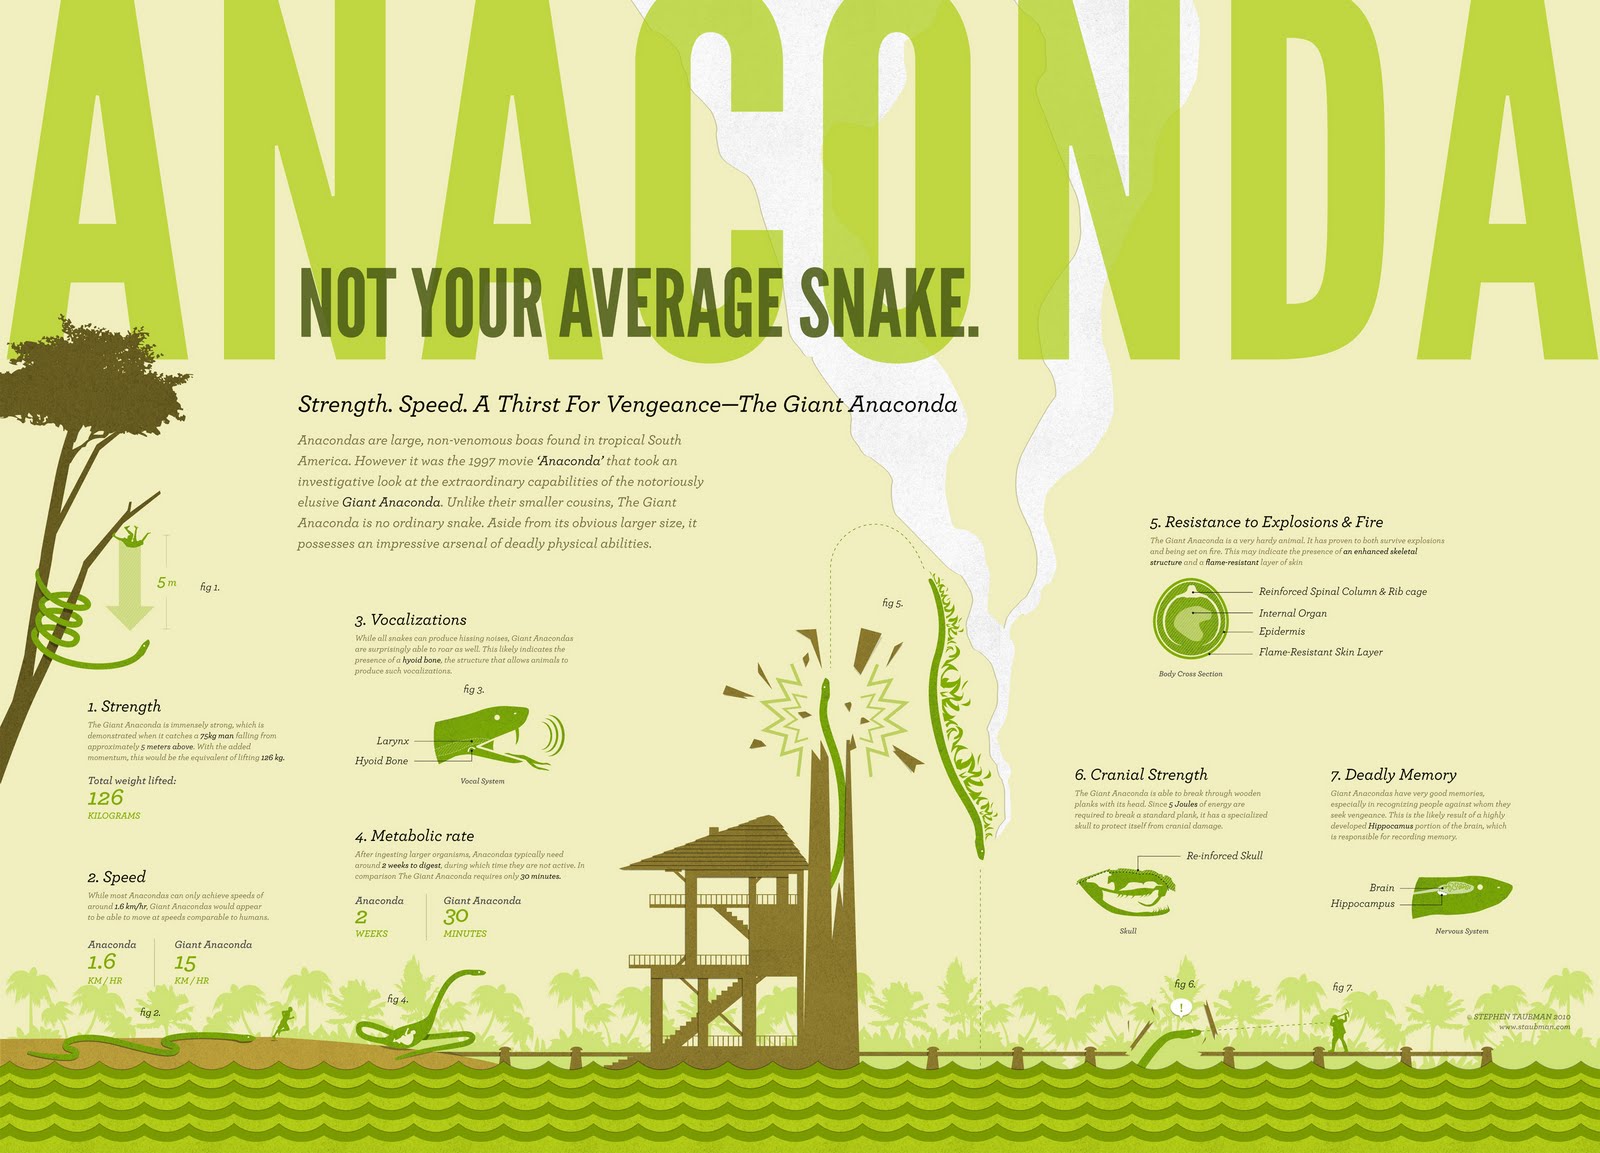 ANACONDA
NOT YOUR AVERAGE SNAKE.
Strength. Speed. A Thirst For Vengeance—The Giant Anaconda
Anacondas are large, non-venomous boas found in tropical South
America. However it was the 1997 movie ‘Anaconda’ that took an
investigative look at the extraordinary capabilities of the notoriously
elusive Giant Anaconda. Unlike their smaller cousins, The Giant
Anaconda is no ordinary snake. Aside from its obvious larger size, it
possesses an impressive arsenal of deadly physical abilities.
5 m
fig 1.
1. Strength
The Giant Anaconda is immensely strong, which is
demonstrated when it catches a 75kg man falling from
approximately 5 meters above. With the added
momentum, this would be the equivalent of lifting 126 kg.
Total weight lifted:
126
KILOGRAMS
2. Speed
While most Anacondas can only achieve speeds of
around 1.6 km/hr, Giant Anacondas would appear
to be able to move at speeds comparable to humans.
Anaconda
1.6
KM / HR
Giant Anaconda
15
KM / HR
fig 2.
3. Vocalizations
While all snakes can produce hissing noises, Giant Anacondas
are surprisingly able to roar as well. This likely indicates the
presence of a hyoid bone, the structure that allows animals to
produce such vocalizations.
fig 3.
Larynx
Hyoid Bone
Vocal System
4. Metabolic rate
After ingesting larger organisms, Anacondas typically need
around 2 weeks to digest, during which time they are not active. In
comparison The Giant Anaconda requires only 30 minutes.
Anaconda
2
WEEKS
Giant Anaconda
30
MINUTES
fig 4.
fig 5.
5. Resistance to Explosions & Fire
The Giant Anaconda is a very hardy animal. It has proven to both survive explosions
and being set on fire. This may indicate the presence of an enhanced skeletal
structure and a flame-resistant layer of skin
Reinforced Spinal Column & Rib cage
Internal Organ
Epidermis
Flame-Resistant Skin Layer
Body Cross Section
6. Cranial Strength
The Giant Anaconda is able to break through wooden
planks with its head. Since 5 Joules of energy are
required to break a standard plank, it has a specialized
skull to protect itself from cranial damage.
Re-inforced Skull
Skull
fig 6.
!
7. Deadly Memory
Giant Anacondas have very good memories,
especially in recognizing people against whom they
seek vengeance. This is likely the result of a highly
developed Hippocampus portion of the brain, which
is responsible for recording memory.
Brain
Hippocampus
Nervous System
fig 7.
© STEPHEN TAUBMAN 2010
www.staubman.com